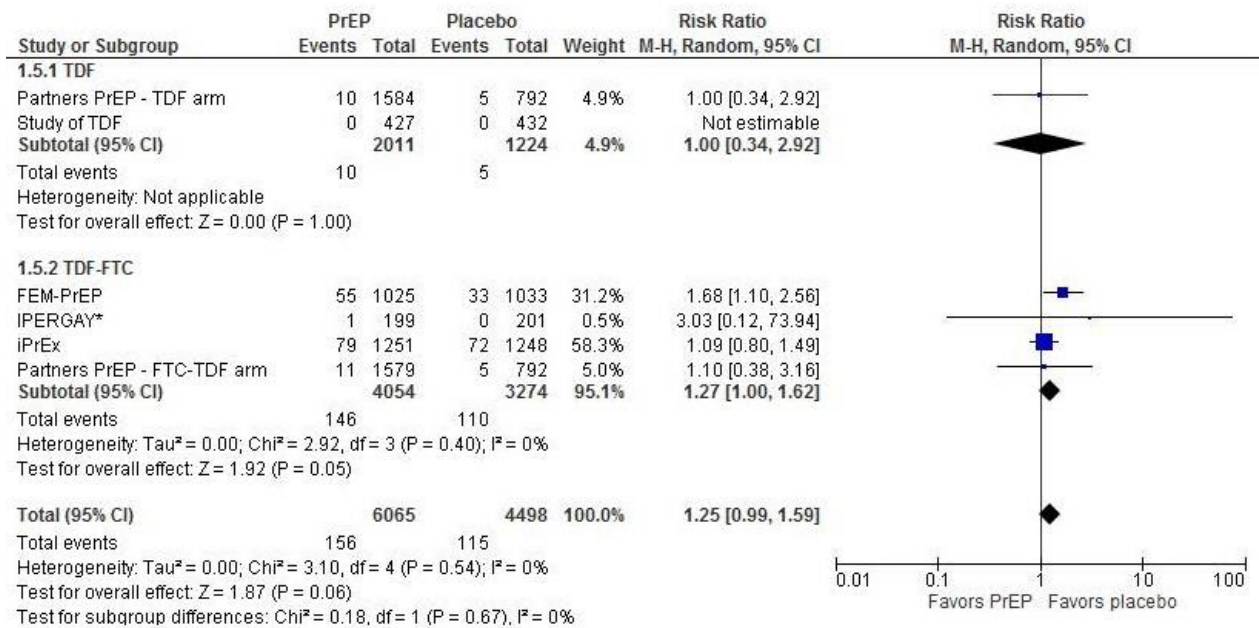 PrEP Placebo Risk Ratio Risk Ratio
Study or Subgroup Events Total Events Total Weight M-H, Random, 95% CI M-H, Random, 95% CI
1.5.1 TDF
Partners PrEP - TDF arm 10 1584 5 792 4.9% 1.00 [0.34, 2.92]
Study of TDF 0 427 0 432 Not estimable
Subtotal (95% CI) 2011 1224 4.9% 1.00 [0.34, 2.92]
Total events 10 5
Heterogeneity: Not applicable
Test for overall effect: Z = 0.00 (P = 1.00)
1.5.2 TDF-FTC
FEM-PrEP 55 1025 33 1033 31.2% 1.68 [1.10, 2.56]
IPERGAY* 1 199 0 201 0.5% 3.03 [0.12, 73.94]
iPrEx 79 1251 72 1248 58.3% 1.09 [0.80, 1.49]
Partners PrEP - FTC-TDF arm 11 1579 5 792 5.0% 1.10 [0.38, 3.16]
Subtotal (95% CI) 4054 3274 95.1% 1.27 [1.00, 1.62]
Total events 146 110
Heterogeneity: Tau² = 0.00; Chi² = 2.92, df = 3 (P = 0.40); I² = 0%
Test for overall effect: Z = 1.92 (P = 0.05)
Total (95% CI) 6065 4498 100.0% 1.25 [0.99, 1.59]
Total events 156 115
Heterogeneity: Tau² = 0.00; Chi² = 3.10, df = 4 (P = 0.54); I² = 0%
Test for overall effect: Z = 1.87 (P = 0.06)
Test for subgroup differences: Chi² = 0.18, df = 1 (P = 0.67), I² = 0%
0.01 0.1 1 10 100
Favors PrEP Favors placebo